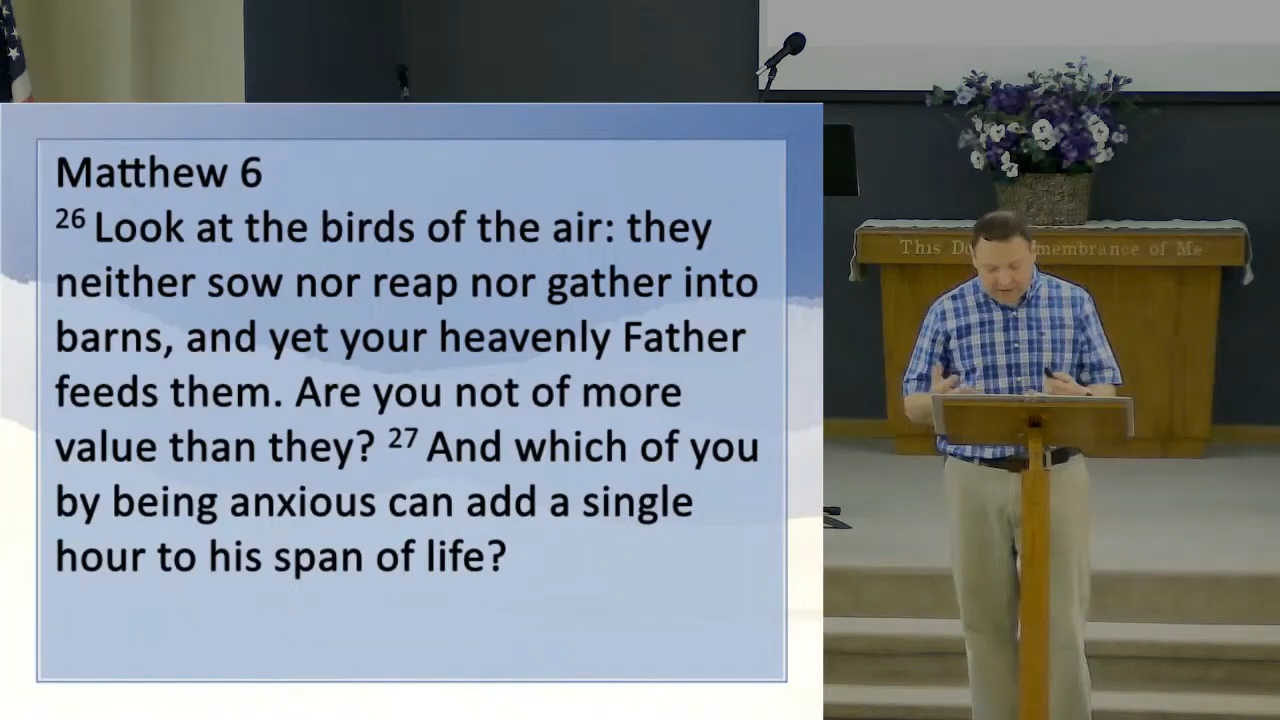 Matthew 6
26 Look at the birds of the air: they
neither sow nor reap nor gather into
barns, and yet your heavenly Father
feeds them. Are you not of more
value than they? 27 And which of you
by being anxious can add a single
hour to his span of life?
This Do membrance of Me